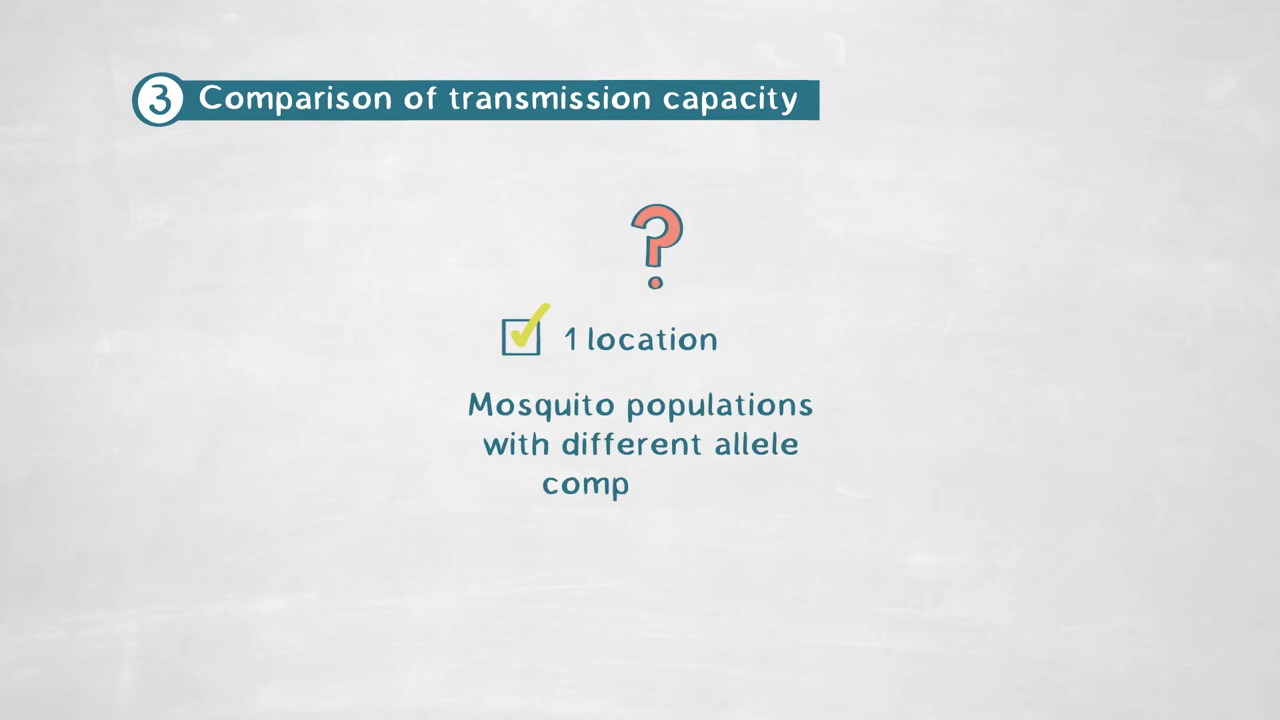 3 Comparison of transmission capacity
?
1 location
Mosquito populations
with different allele
comp